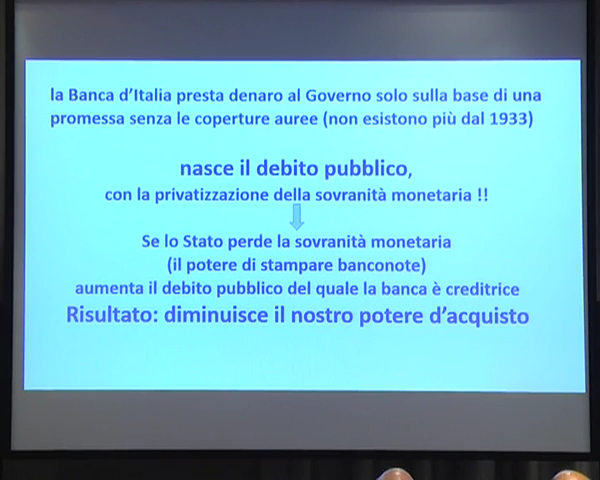 la Banca d'Italia presta denaro al Governo solo sulla base di una
promessa senza le coperture auree (non esistono più dal 1933)
nasce il debito pubblico,
con la privatizzazione della sovranità monetaria !!
Se lo Stato perde la sovranità monetaria
(il potere di stampare banconote)
aumenta il debito pubblico del quale la banca è creditrice
Risultato: diminuisce il nostro potere d'acquisto